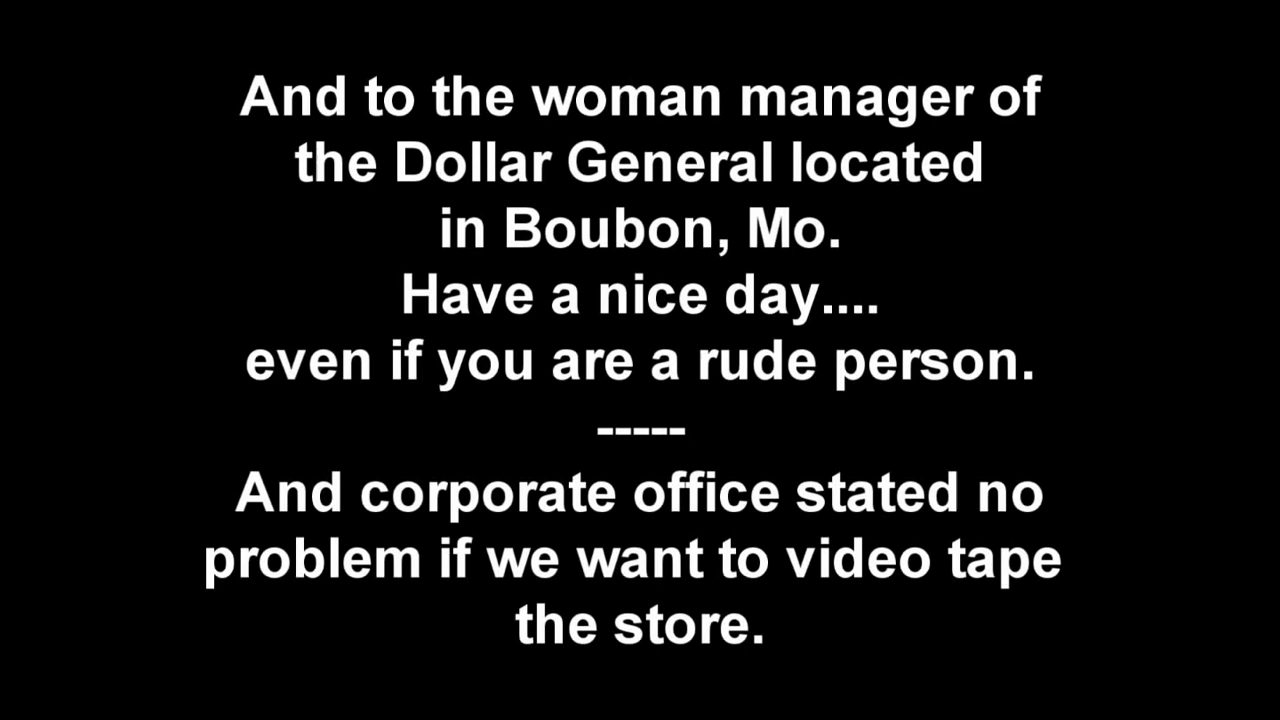 And to the woman manager of
the Dollar General located
in Boubon, Mo.
Have a nice day....
even if you are a rude person.
-----
And corporate office stated no
problem if we want to video tape
the store.